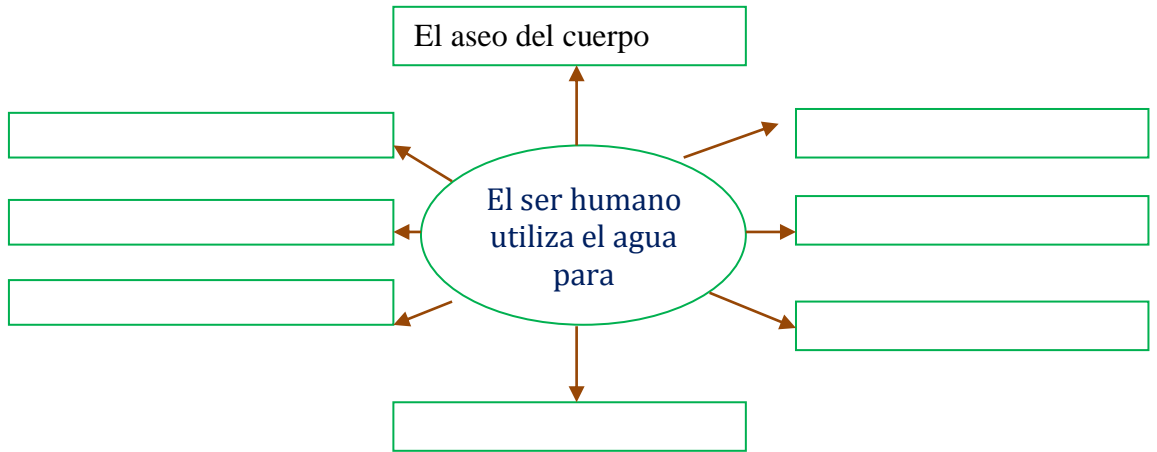 El aseo del cuerpo
El ser humano
utiliza el agua
para